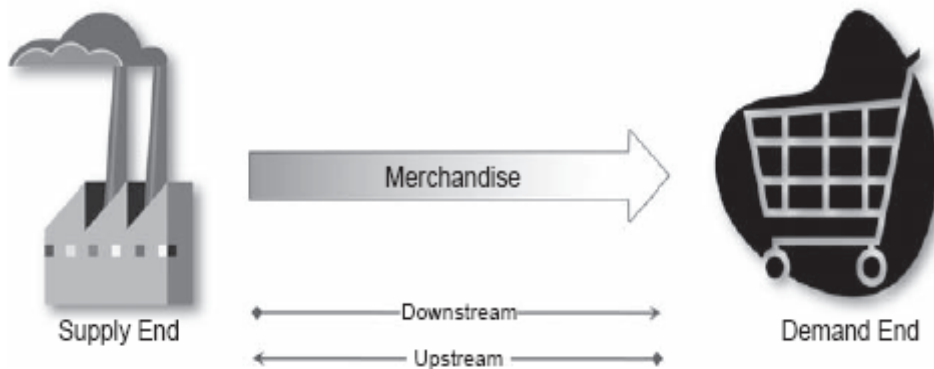 Merchandise
Supply End
Downstream
Demand End
Upstream